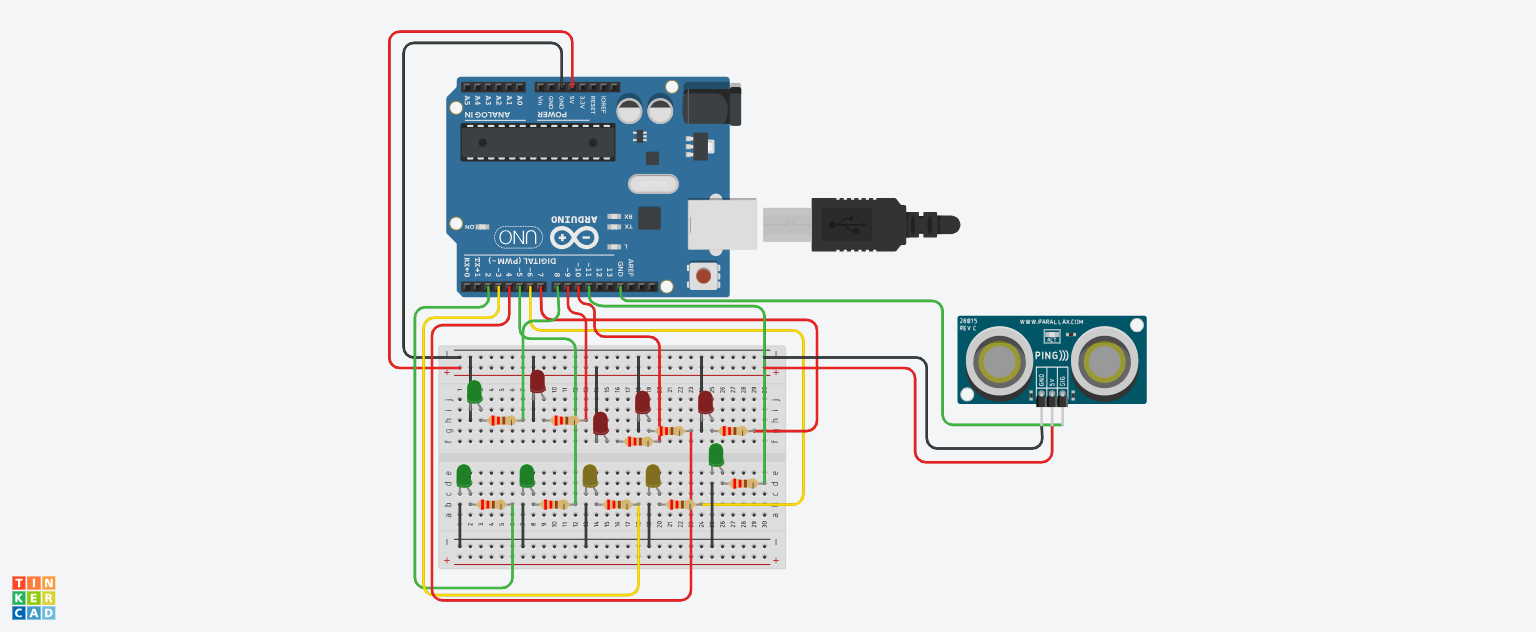 A5 A4 A3 A2 A1 A0
Vin GND GND 5V 3.3V RESET IOREF
ANALOG IN
POWER
RX
TX
L
ON
ARDUINO
UNO
DIGITAL (PWM~)
RX←0 TX→1 2 ~3 4 ~5 ~6 7 8 ~9 ~10 ~11 12 13 GND AREF
28015
REV C
WWW.PARALLAX.COM
ACT
PING)))
GND 5V SIG
j
i
h
g
f
e
d
c
b
a
TIN
KER
CAD